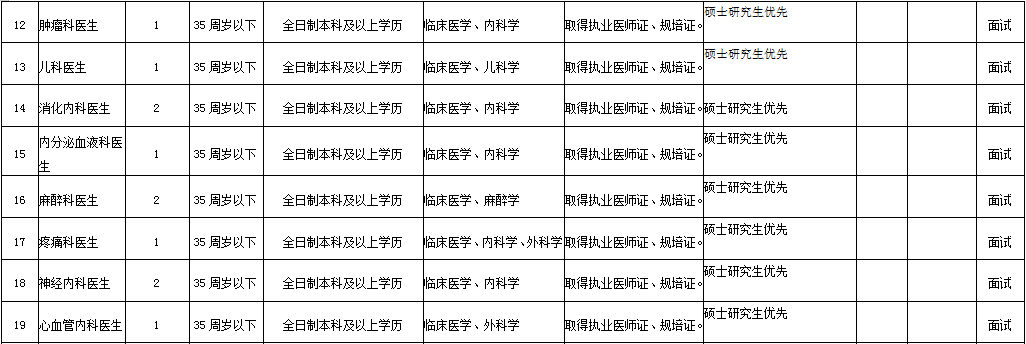 12 肿瘤科医生 1 35 周岁以下 全日制本科及以上学历 临床医学、内科学 取得执业医师证、规培证。 硕士研究生优先 面试
13 儿科医生 1 35 周岁以下 全日制本科及以上学历 临床医学、儿科学 取得执业医师证、规培证。 硕士研究生优先 面试
14 消化内科医生 2 35 周岁以下 全日制本科及以上学历 临床医学、内科学 取得执业医师证、规培证。 硕士研究生优先 面试
15 内分泌血液科医
生 1 35 周岁以下 全日制本科及以上学历 临床医学、内科学 取得执业医师证、规培证。 硕士研究生优先 面试
16 麻醉科医生 2 35 周岁以下 全日制本科及以上学历 临床医学、麻醉学 取得执业医师证、规培证。 硕士研究生优先 面试
17 疼痛科医生 1 35 周岁以下 全日制本科及以上学历 临床医学、内科学、外科学 取得执业医师证、规培证。 硕士研究生优先 面试
18 神经内科医生 2 35 周岁以下 全日制本科及以上学历 临床医学、内科学 取得执业医师证、规培证。 硕士研究生优先 面试
19 心血管内科医生 1 35 周岁以下 全日制本科及以上学历 临床医学、外科学 取得执业医师证、规培证。 硕士研究生优先 面试